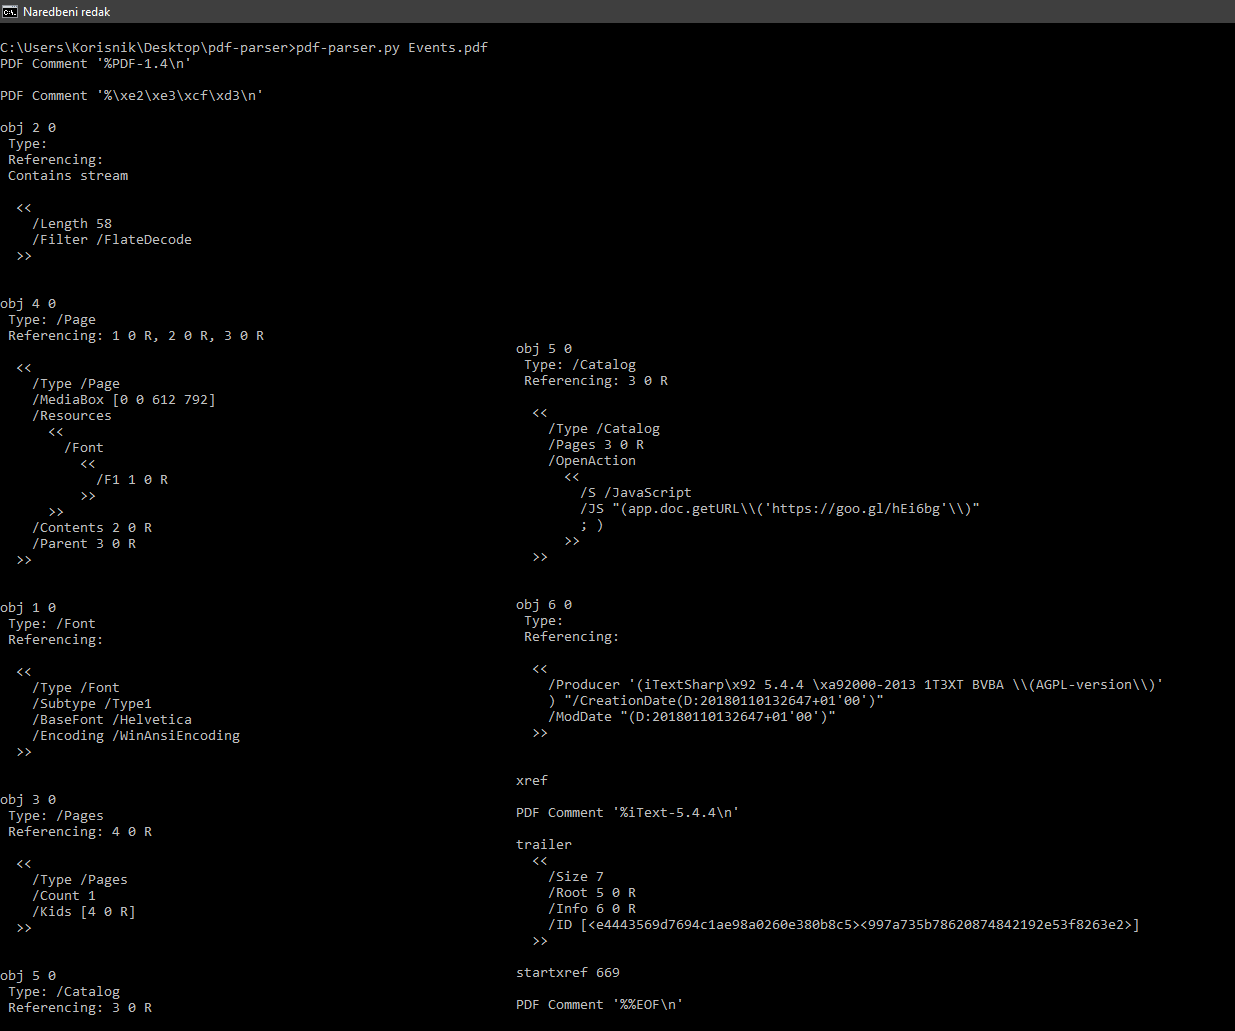 Naredbeni redak
C:\Users\Korisnik\Desktop\pdf-parser>pdf-parser.py Events.pdf
PDF Comment '%PDF-1.4\n'
PDF Comment '%\xe2\xe3\xcf\xd3\n'
obj 2 0
Type:
Referencing:
Contains stream
<<
/Length 58
/Filter /FlateDecode
>>
obj 4 0
Type: /Page
Referencing: 1 0 R, 2 0 R, 3 0 R
<<
/Type /Page
/MediaBox [0 0 612 792]
/Resources
<<
/Font
<<
/F1 1 0 R
>>
>>
/Contents 2 0 R
/Parent 3 0 R
>>
obj 1 0
Type: /Font
Referencing:
<<
/Type /Font
/Subtype /Type1
/BaseFont /Helvetica
/Encoding /WinAnsiEncoding
>>
obj 3 0
Type: /Pages
Referencing: 4 0 R
<<
/Type /Pages
/Count 1
/Kids [4 0 R]
>>
obj 5 0
Type: /Catalog
Referencing: 3 0 R
obj 5 0
Type: /Catalog
Referencing: 3 0 R
<<
/Type /Catalog
/Pages 3 0 R
/OpenAction
<<
/S /JavaScript
/JS "(app.doc.getURL\\('https://goo.gl/hEi6bg'\\)"
; )
>>
>>
obj 6 0
Type:
Referencing:
<<
/Producer '(iTextSharp\x92 5.4.4 \xa92000-2013 1T3XT BVBA \\(AGPL-version\\)'
) "/CreationDate(D:20180110132647+01'00')"
/ModDate "(D:20180110132647+01'00')"
>>
xref
PDF Comment '%iText-5.4.4\n'
trailer
<<
/Size 7
/Root 5 0 R
/Info 6 0 R
/ID [<e4443569d7694c1ae98a0260e380b8c5><997a735b78620874842192e53f8263e2>]
>>
startxref 669
PDF Comment '%%EOF\n'